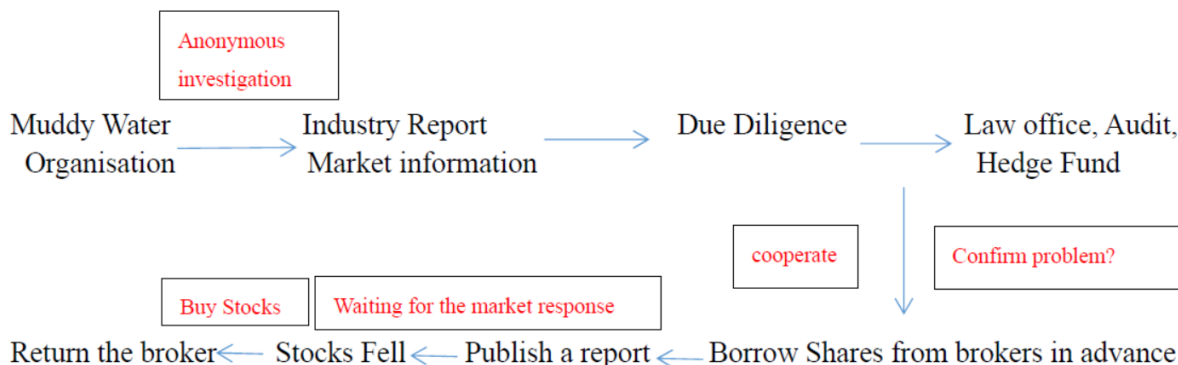 Anonymous
investigation
Muddy Water
Organisation
Industry Report
Market information
Due Diligence
Law office, Audit,
Hedge Fund
cooperate
Confirm problem?
Buy Stocks
Waiting for the market response
Return the broker
Stocks Fell
Publish a report
Borrow Shares from brokers in advance